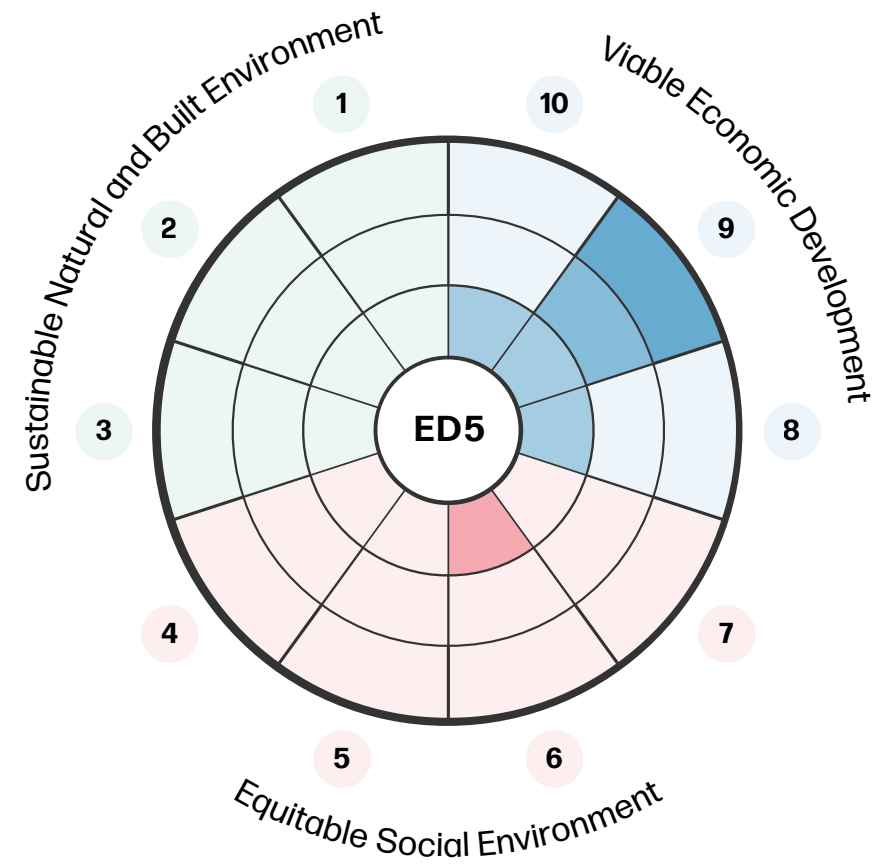 Sustainable Natural and Built Environment
Viable Economic Development
1
10
2
9
3
ED5
8
4
7
5
6
Equitable Social Environment